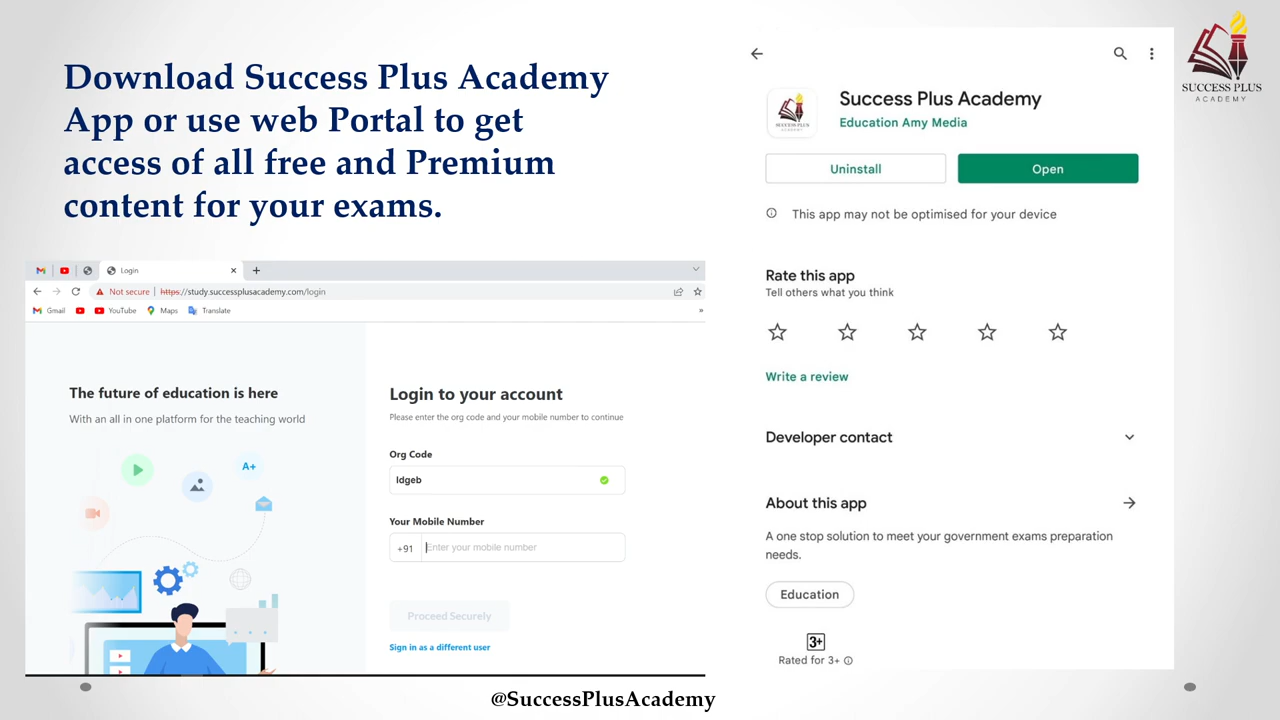 Download Success Plus Academy
App or use web Portal to get
access of all free and Premium
content for your exams.
Login
Not secure | https://study.successplusacademy.com/login
Gmail YouTube Maps Translate »
The future of education is here
With an all in one platform for the teaching world
A+
Login to your account
Please enter the org code and your mobile number to continue
Org Code
ldgeb
Your Mobile Number
+91 Enter your mobile number
Proceed Securely
Sign in as a different user
Success Plus Academy
Education Amy Media
SUCCESS PLUS
ACADEMY
Uninstall Open
This app may not be optimised for your device
Rate this app
Tell others what you think
Write a review
Developer contact
About this app
A one stop solution to meet your government exams preparation
needs.
Education
3+
Rated for 3+
SUCCESS PLUS
ACADEMY
@SuccessPlusAcademy